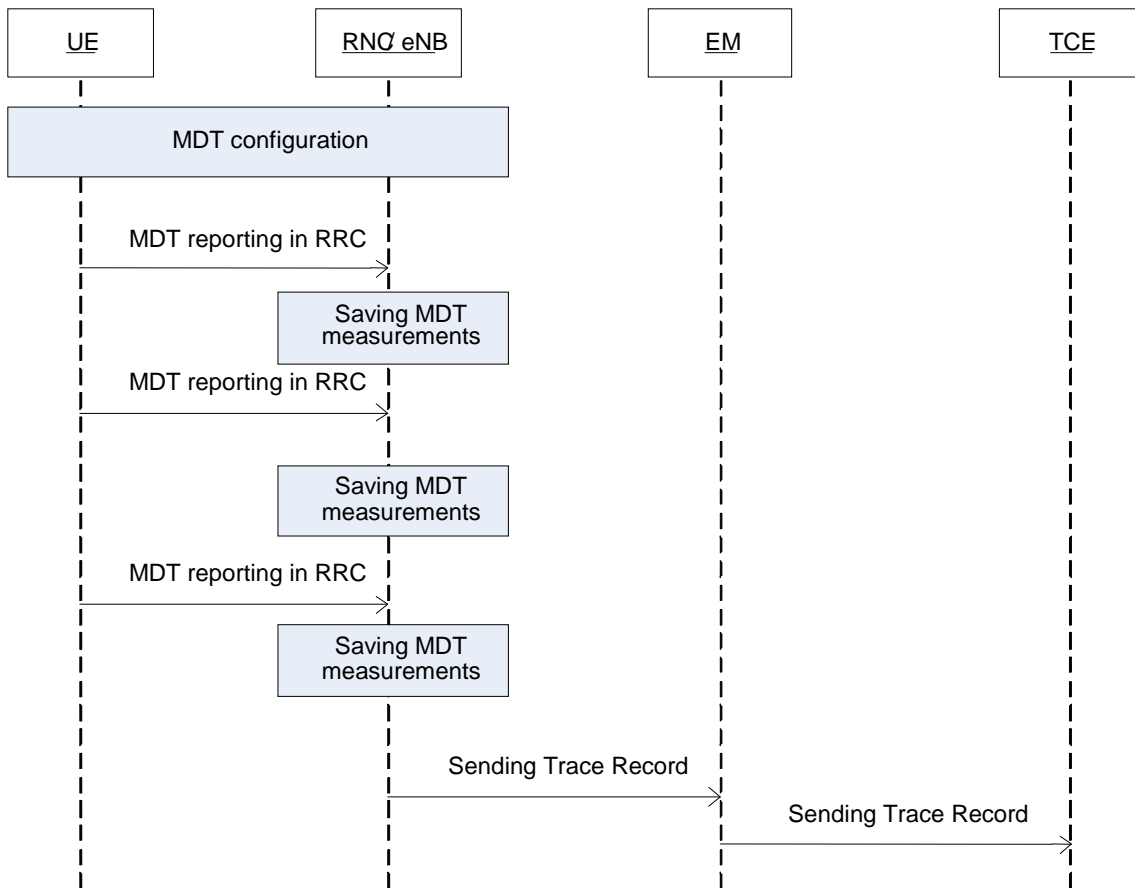 UE
RNC/ eNB
EM
TCE
MDT configuration
MDT reporting in RRC
Saving MDT
measurements
MDT reporting in RRC
Saving MDT
measurements
MDT reporting in RRC
Saving MDT
measurements
Sending Trace Record
Sending Trace Record